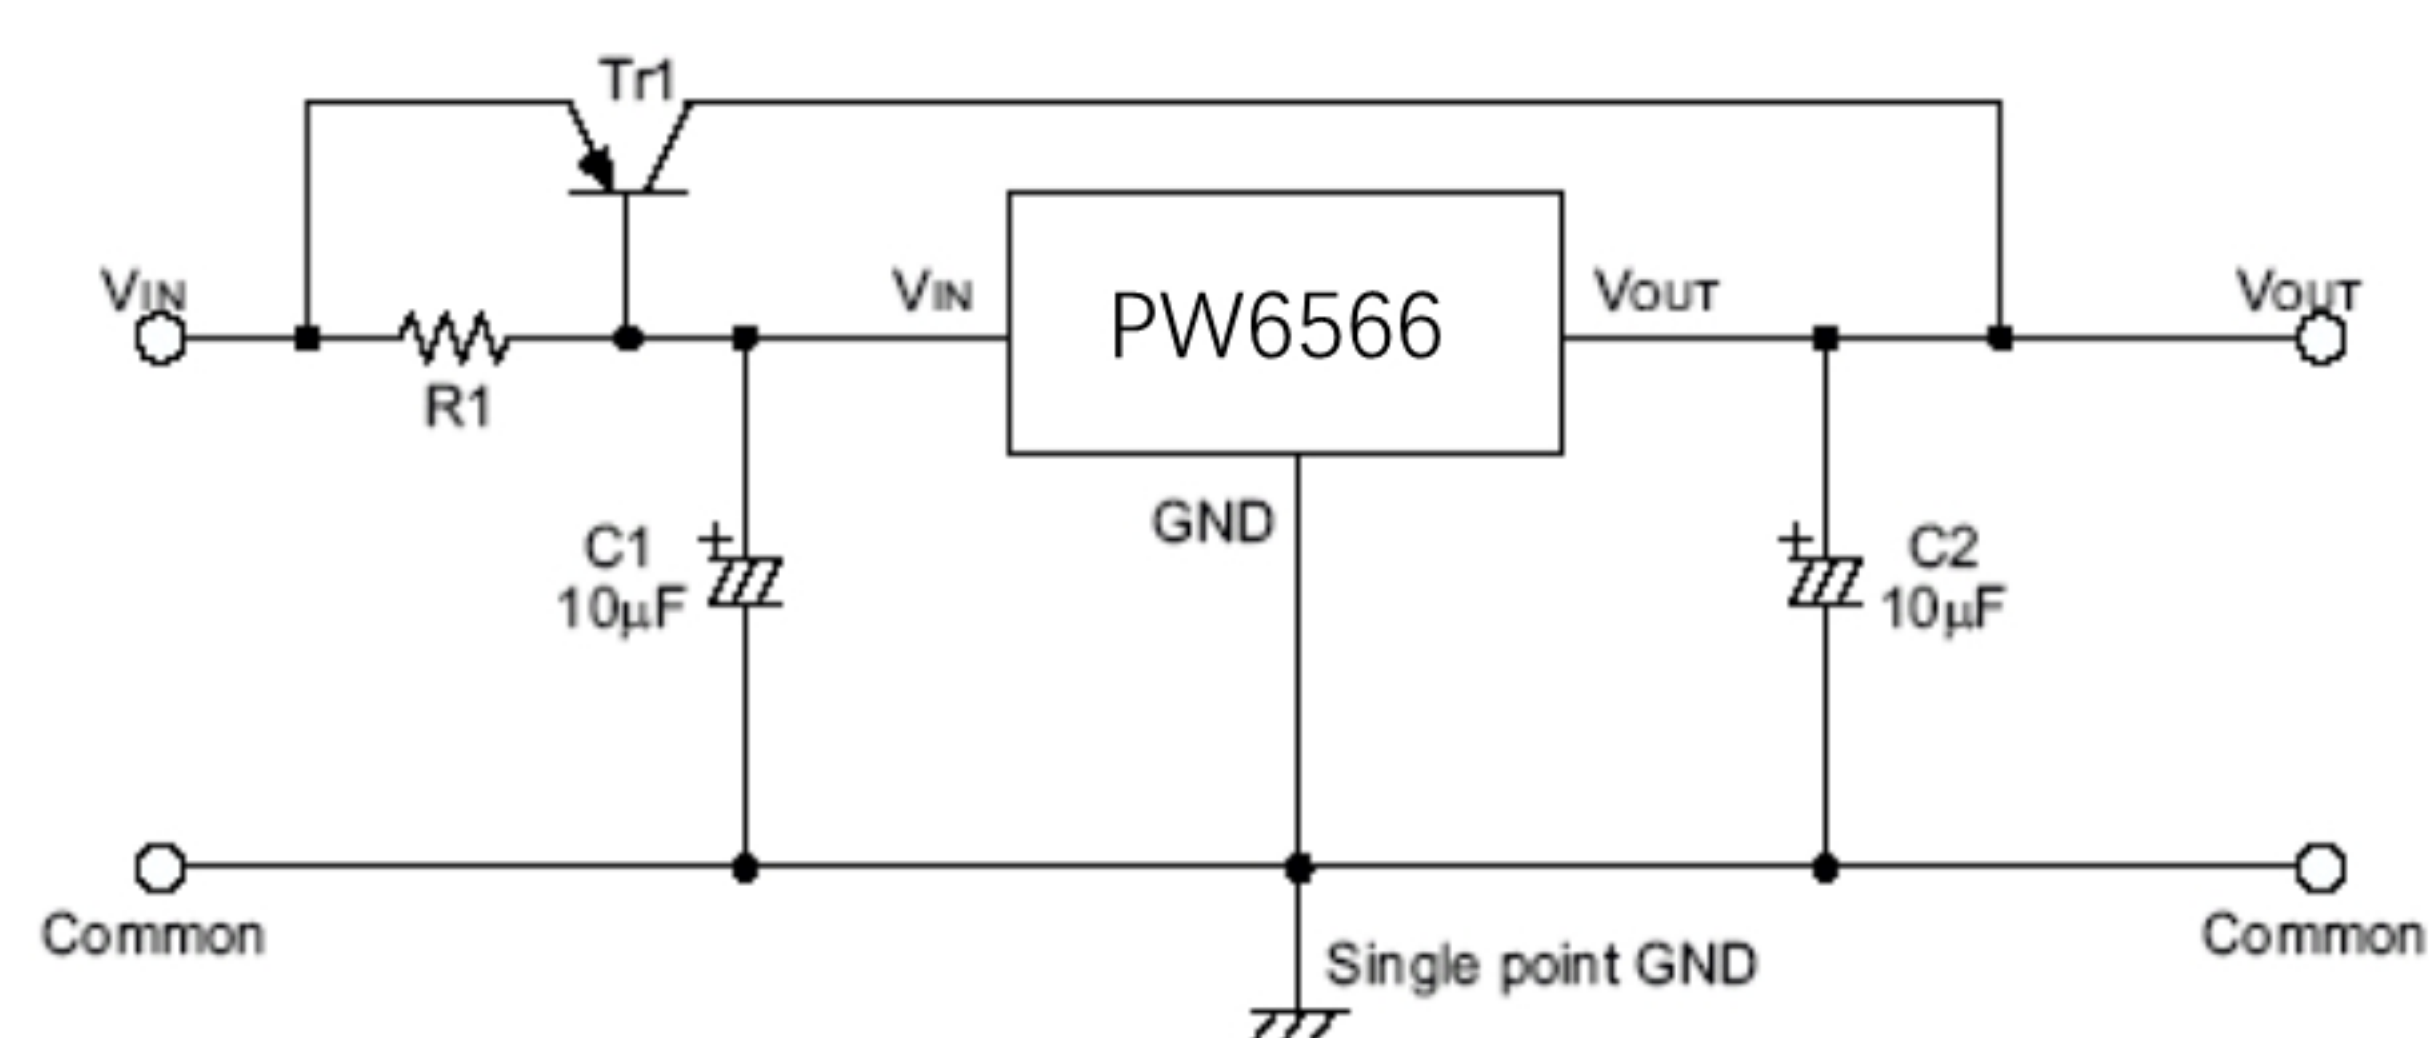 Tr1
VIN
VIN
PW6566
VOUT
VOUT
R1
GND
C1
10μF
+
+
C2
10μF
Common
Common
Single point GND